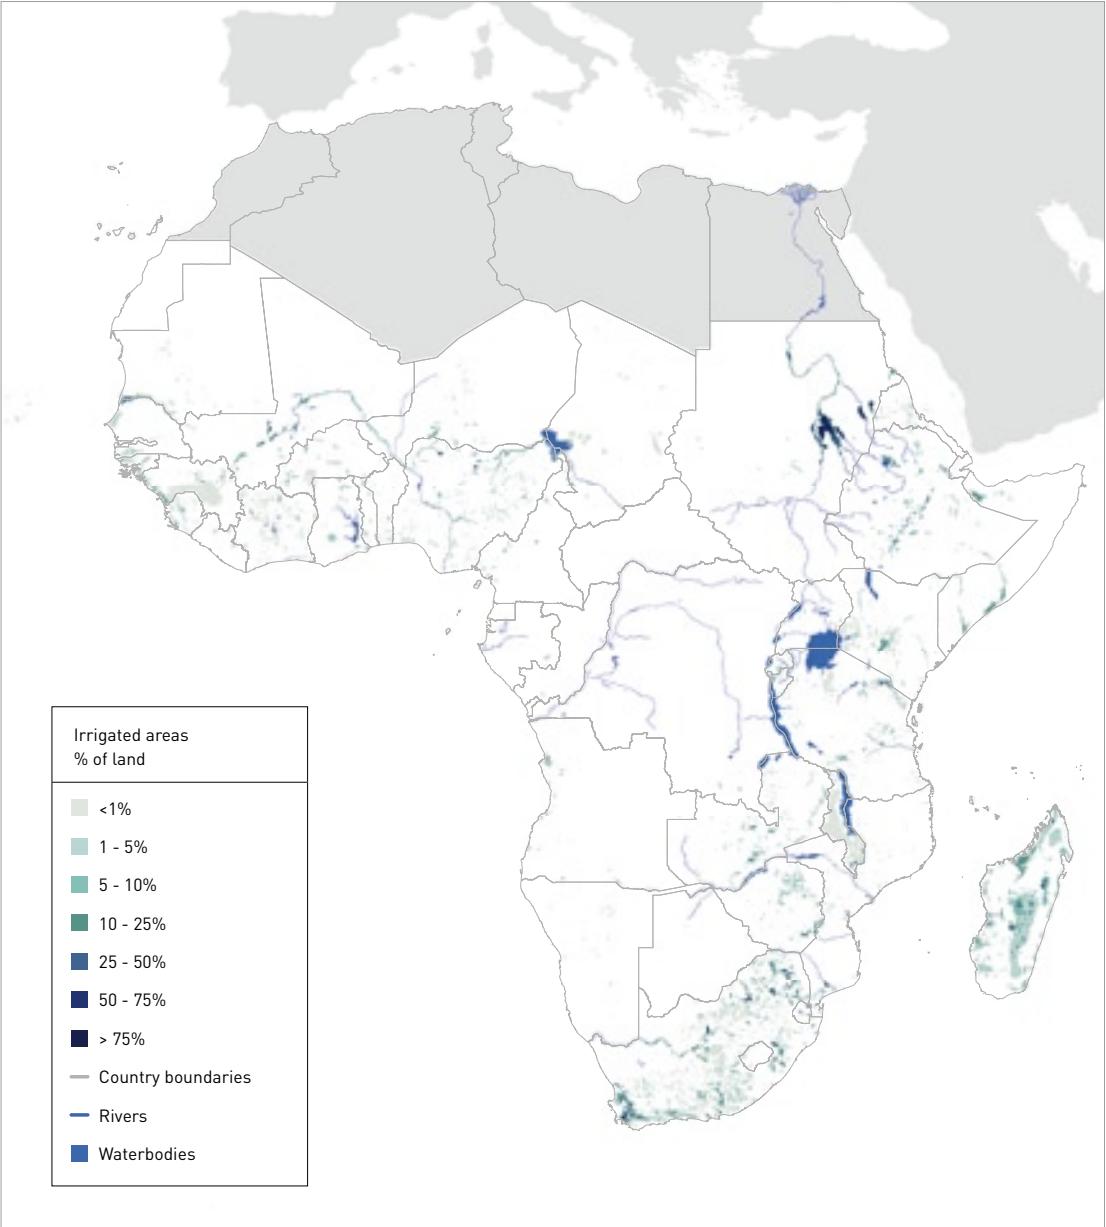 Irrigated areas
% of land
<1%
1 - 5%
5 - 10%
10 - 25%
25 - 50%
50 - 75%
> 75%
Country boundaries
Rivers
Waterbodies